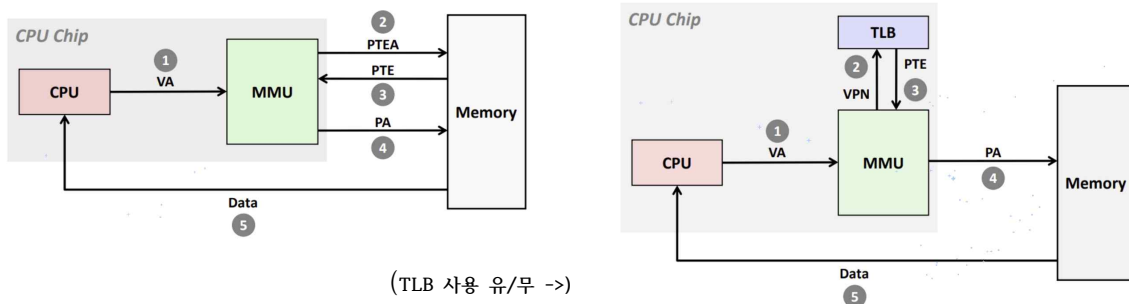 CPU Chip
2
PTEA
1
VA
PTE
3
CPU
MMU
Memory
PA
4
Data
5
(TLB 사용 유/무 ->)
CPU Chip
TLB
2
PTE
VPN
3
1
VA
CPU
MMU
PA
4
Memory
Data
5